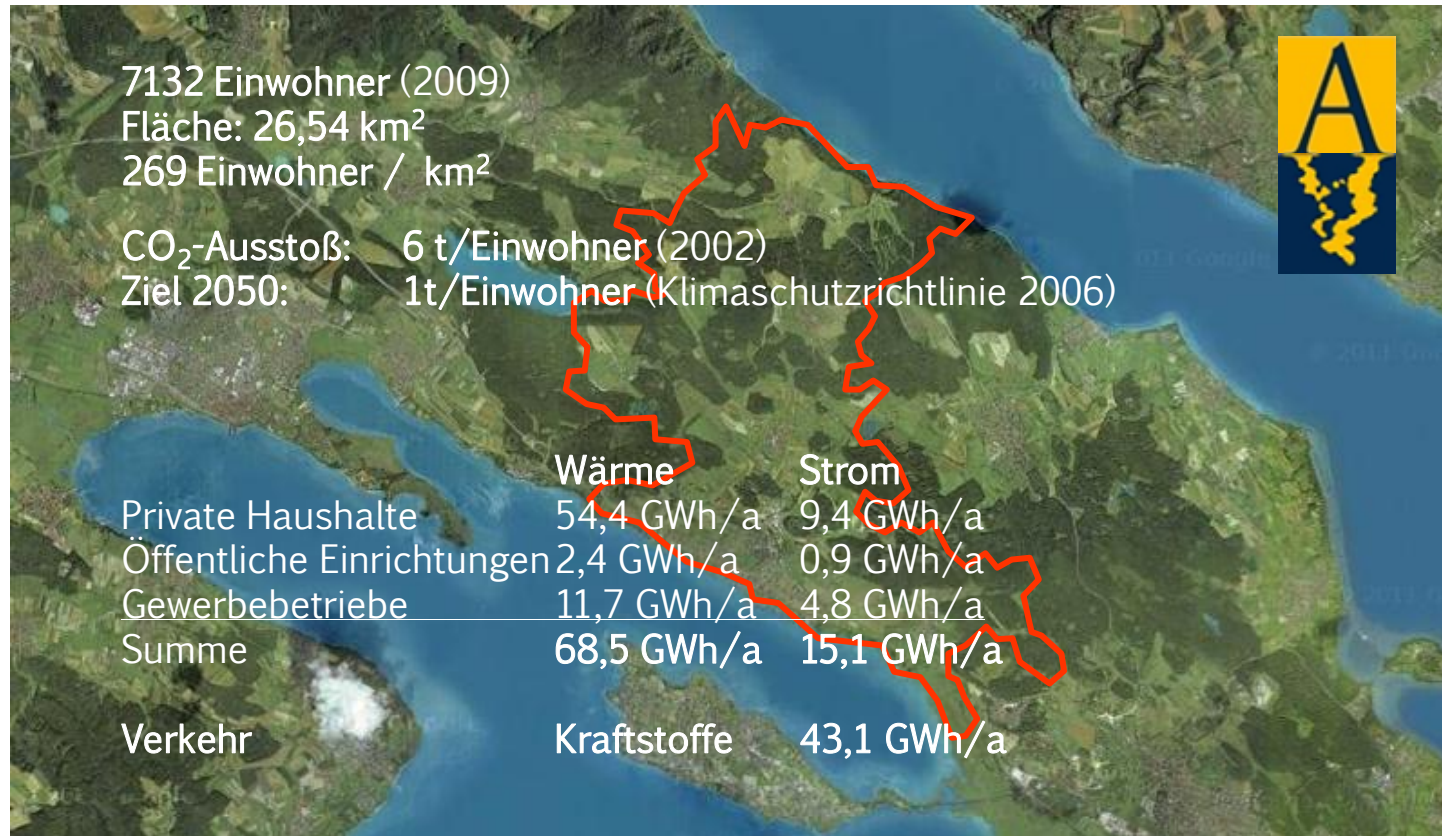 7132 Einwohner (2009)
Fläche: 26,54 km²
269 Einwohner / km²
CO₂-Ausstoß: 6 t/Einwohner (2002)
Ziel 2050: 1t/Einwohner (Klimaschutzrichtlinie 2006)
Wärme Strom
Private Haushalte 54,4 GWh/a 9,4 GWh/a
Öffentliche Einrichtungen 2,4 GWh/a 0,9 GWh/a
Gewerbebetriebe 11,7 GWh/a 4,8 GWh/a
Summe 68,5 GWh/a 15,1 GWh/a
Verkehr Kraftstoffe 43,1 GWh/a
A